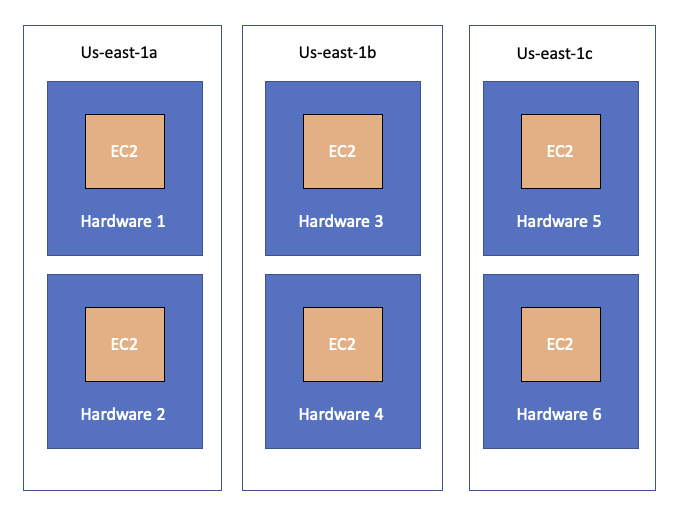 Us-east-1a
EC2
Hardware 1
EC2
Hardware 2
Us-east-1b
EC2
Hardware 3
EC2
Hardware 4
Us-east-1c
EC2
Hardware 5
EC2
Hardware 6